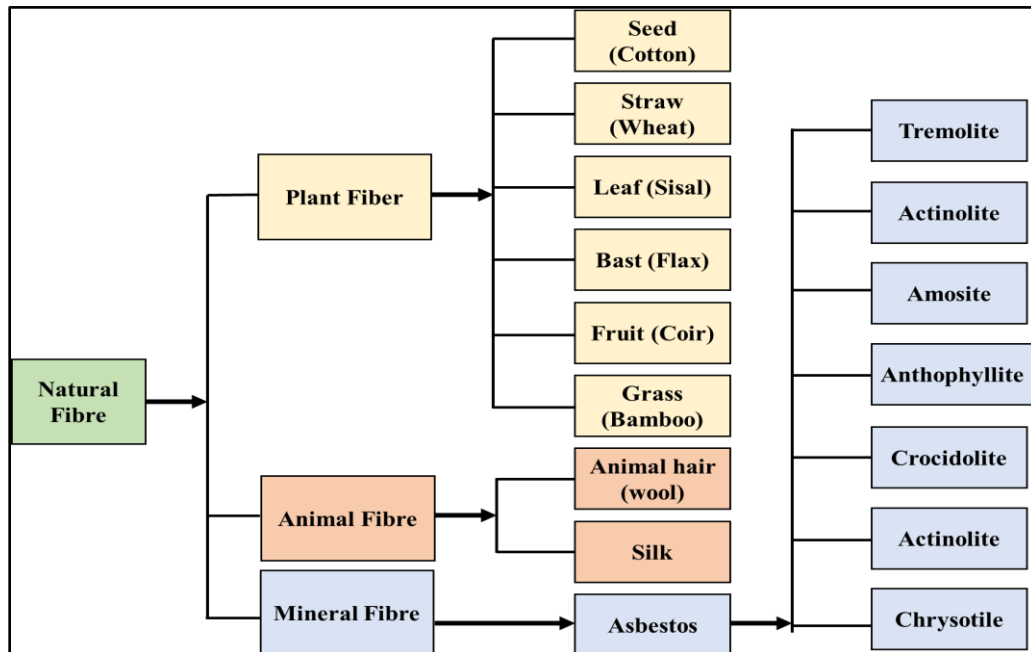 Natural
Fibre
Plant Fiber
Seed
(Cotton)
Straw
(Wheat)
Leaf (Sisal)
Bast (Flax)
Fruit (Coir)
Grass
(Bamboo)
Animal Fibre
Animal hair
(wool)
Silk
Mineral Fibre
Asbestos
Tremolite
Actinolite
Amosite
Anthophyllite
Crocidolite
Actinolite
Chrysotile